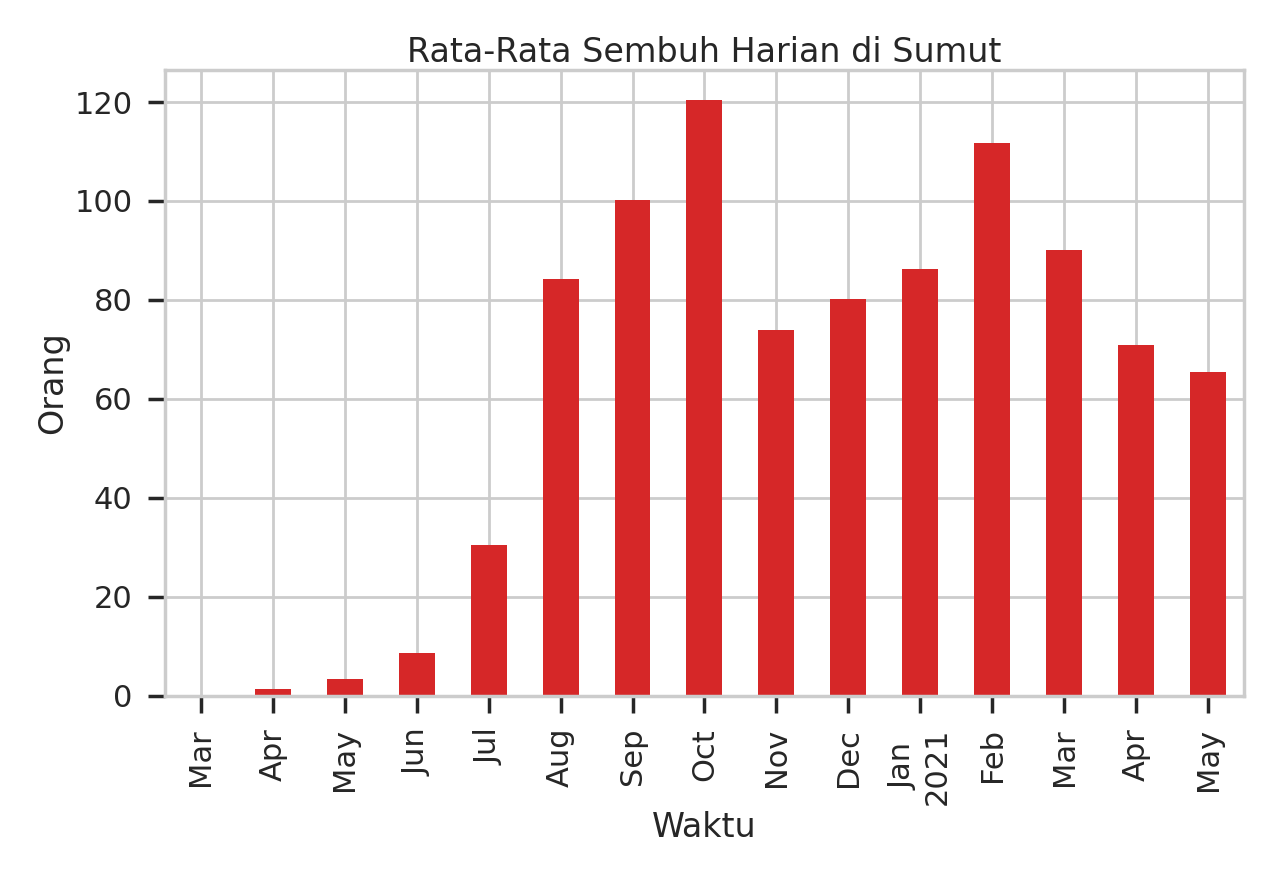 Rata-Rata Sembuh Harian di Sumut
120
100
80
60
40
20
0
Orang
Mar
Apr
May
Jun
Jul
Aug
Sep
Oct
Nov
Dec
Jan
2021
Feb
Mar
Apr
May
Waktu